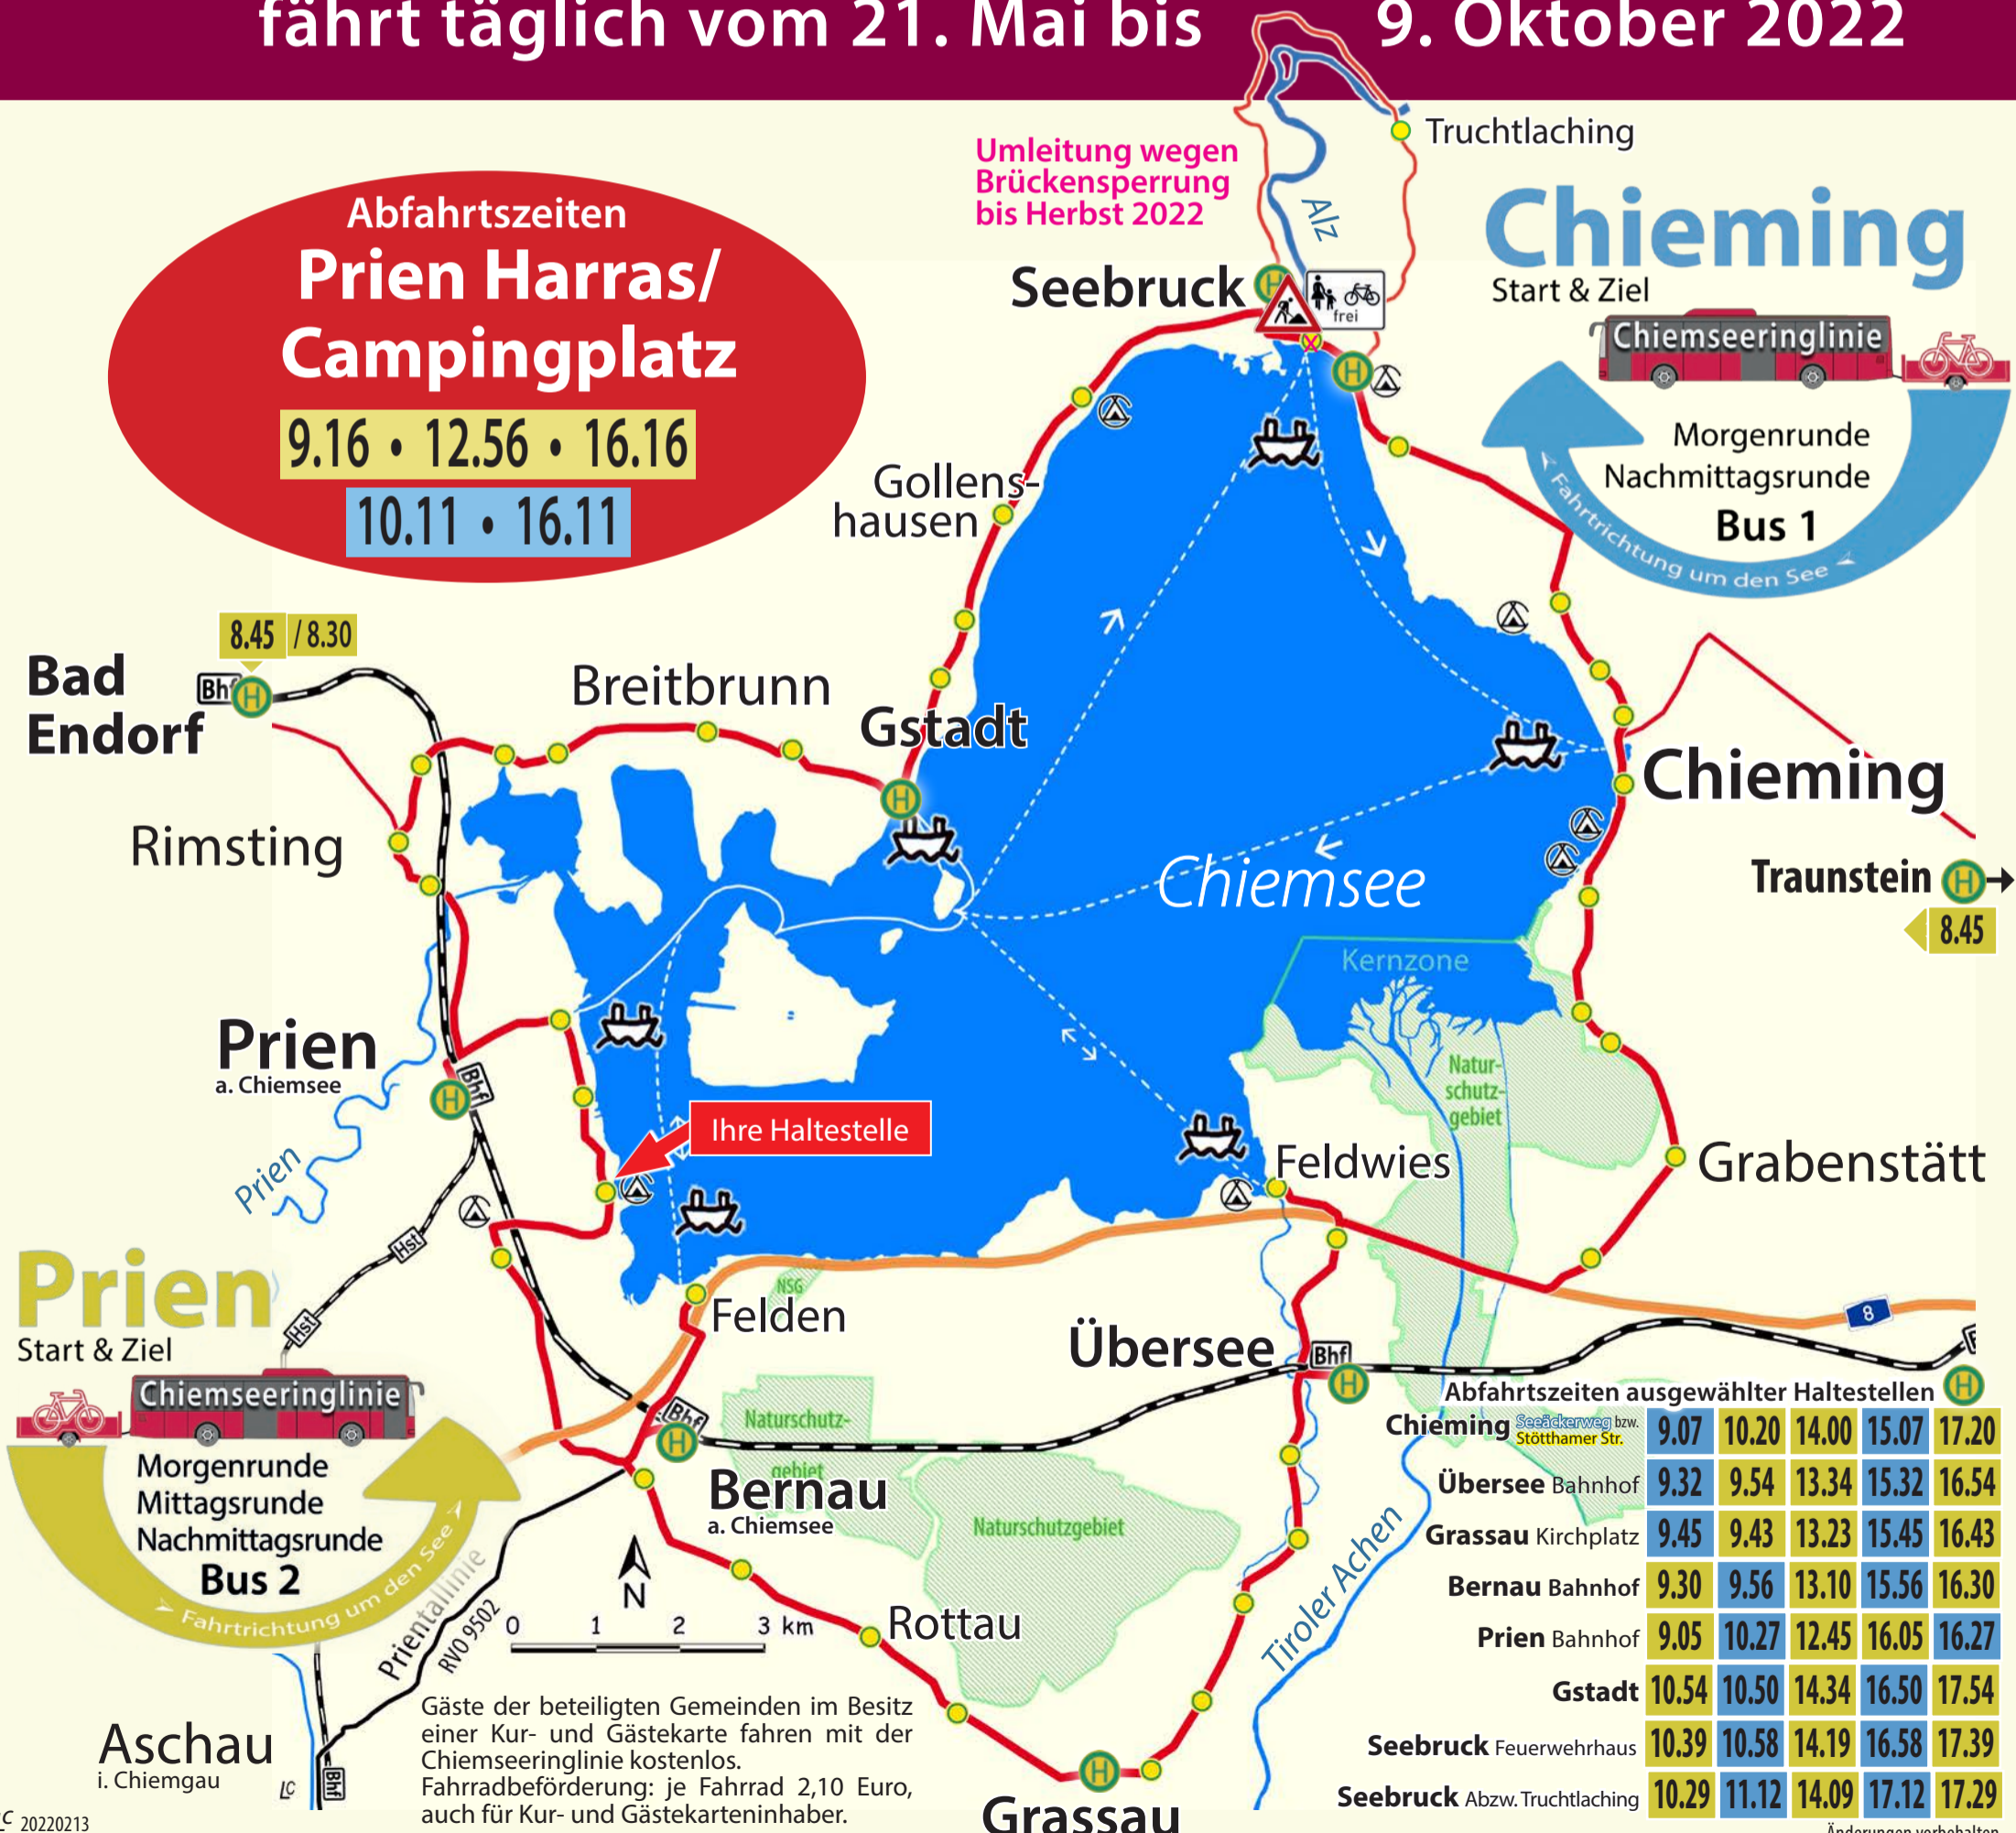 fährt täglich vom 21. Mai bis 9. Oktober 2022
Umleitung wegen
Brückensperrung
bis Herbst 2022
Truchtlaching
Alz
Abfahrtszeiten
Prien Harras/
Campingplatz
9.16 • 12.56 • 16.16
10.11 • 16.11
Seebruck
H
frei
H
Chieming
Start & Ziel
Chiemseeringlinie
Morgenrunde
Nachmittagsrunde
Bus 1
Fahrtrichtung um den See
Gollens-
hausen
8.45 / 8.30
Bad
Endorf
Bhf
H
Breitbrunn
Gstadt
H
Rimsting
Chieming
Chiemsee
Traunstein H
8.45
Kernzone
Natur-
schutz-
gebiet
Prien
a. Chiemsee
Bhf
H
Prien
Ihre Haltestelle
Feldwies
Grabenstätt
Hst
Hst
NSG
Felden
Übersee
Bhf
H
8
Prien
Start & Ziel
Chiemseeringlinie
Morgenrunde
Mittagsrunde
Nachmittagsrunde
Bus 2
Fahrtrichtung um den See
Bhf
H
Naturschutz-
gebiet
Bernau
a. Chiemsee
Naturschutzgebiet
N
0 1 2 3 km
Prientallinie
RVO 9502
Rottau
Tiroler Achen
Aschau
i. Chiemgau
LC
Bhf
Gäste der beteiligten Gemeinden im Besitz
einer Kur- und Gästekarte fahren mit der
Chiemseeringlinie kostenlos.
Fahrradbeförderung: je Fahrrad 2,10 Euro,
auch für Kur- und Gästekarteninhaber.
H
Grassau
Abfahrtszeiten ausgewählter Haltestellen H
Chieming Seeäckerweg bzw. Stötthamer Str. 9.07 10.20 14.00 15.07 17.20
Übersee Bahnhof 9.32 9.54 13.34 15.32 16.54
Grassau Kirchplatz 9.45 9.43 13.23 15.45 16.43
Bernau Bahnhof 9.30 9.56 13.10 15.56 16.30
Prien Bahnhof 9.05 10.27 12.45 16.05 16.27
Gstadt 10.54 10.50 14.34 16.50 17.54
Seebruck Feuerwehrhaus 10.39 10.58 14.19 16.58 17.39
Seebruck Abzw. Truchtlaching 10.29 11.12 14.09 17.12 17.29
Änderungen vorbehalten
20220213